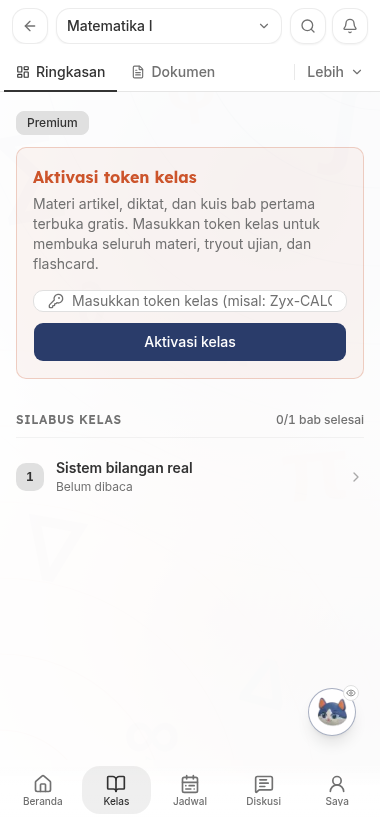 Matematika I
Ringkasan
Dokumen
Lebih
Premium
Aktivasi token kelas
Materi artikel, diktat, dan kuis bab pertama
terbuka gratis. Masukkan token kelas untuk
membuka seluruh materi, tryout ujian, dan
flashcard.
Masukkan token kelas (misal: Zyx-CALC
Aktivasi kelas
SILABUS KELAS
0/1 bab selesai
1
Sistem bilangan real
Belum dibaca
Beranda
Kelas
Jadwal
Diskusi
Saya